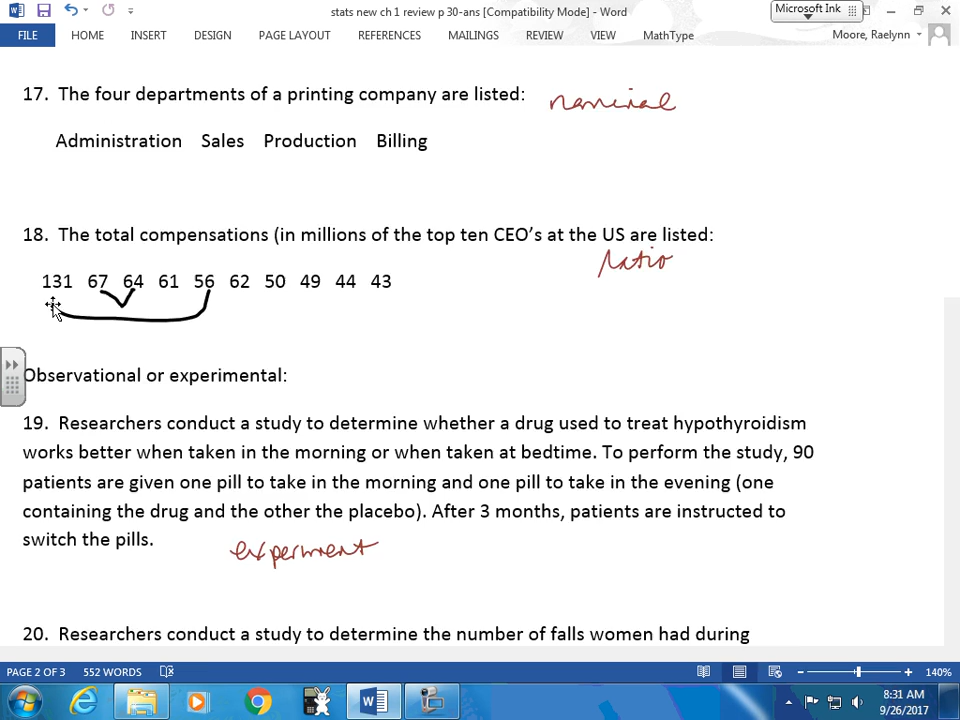 stats new ch 1 review p 30-ans [Compatibility Mode] - Word
Microsoft Ink
FILE HOME INSERT DESIGN PAGE LAYOUT REFERENCES MAILINGS REVIEW VIEW MathType Moore, Raelynn
17. The four departments of a printing company are listed: nominal
Administration Sales Production Billing
18. The total compensations (in millions of the top ten CEO's at the US are listed:
ratio
131 67 64 61 56 62 50 49 44 43
Observational or experimental:
19. Researchers conduct a study to determine whether a drug used to treat hypothyroidism
works better when taken in the morning or when taken at bedtime. To perform the study, 90
patients are given one pill to take in the morning and one pill to take in the evening (one
containing the drug and the other the placebo). After 3 months, patients are instructed to
switch the pills.
experiment
20. Researchers conduct a study to determine the number of falls women had during
PAGE 2 OF 3 552 WORDS 140%
8:31 AM
9/26/2017